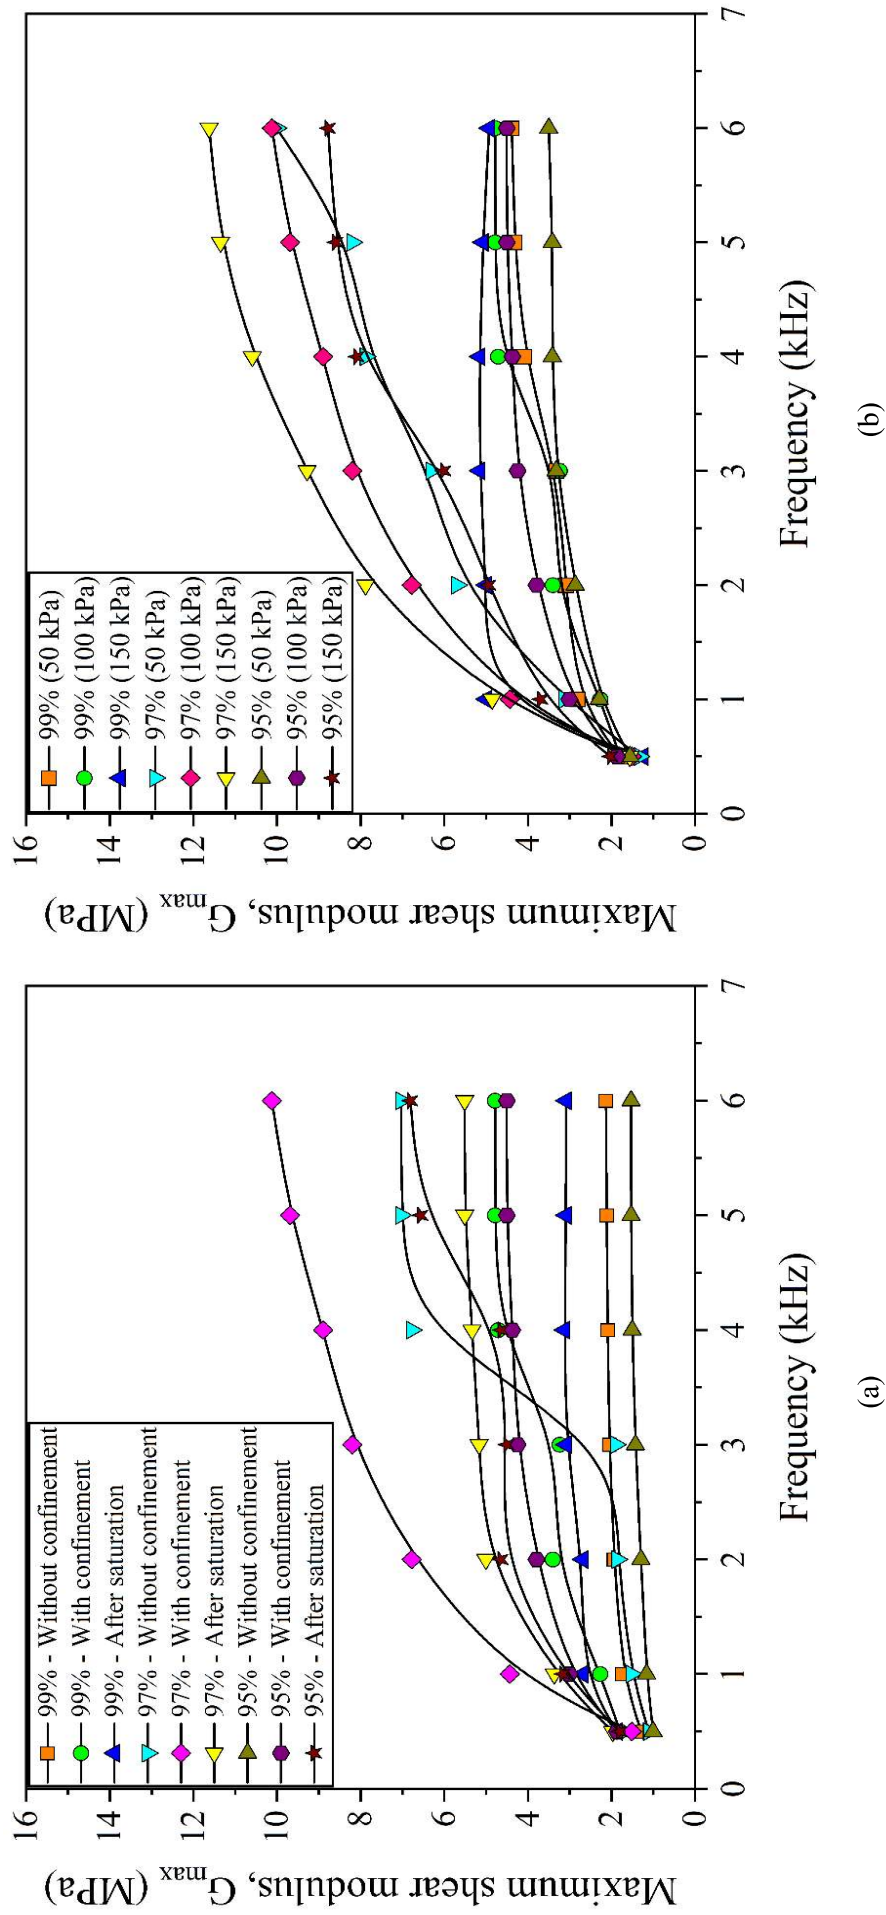 Maximum shear modulus, Gmax (MPa)
16
14
12
10
8
6
4
2
0
99% - Without confinement
99% - With confinement
99% - After saturation
97% - Without confinement
97% - With confinement
97% - After saturation
95% - Without confinement
95% - With confinement
95% - After saturation
0
1
2
3
4
5
6
7
Frequency (kHz)
(a)
Maximum shear modulus, Gmax (MPa)
16
14
12
10
8
6
4
2
0
99% (50 kPa)
99% (100 kPa)
99% (150 kPa)
97% (50 kPa)
97% (100 kPa)
97% (150 kPa)
95% (50 kPa)
95% (100 kPa)
95% (150 kPa)
0
1
2
3
4
5
6
7
Frequency (kHz)
(b)